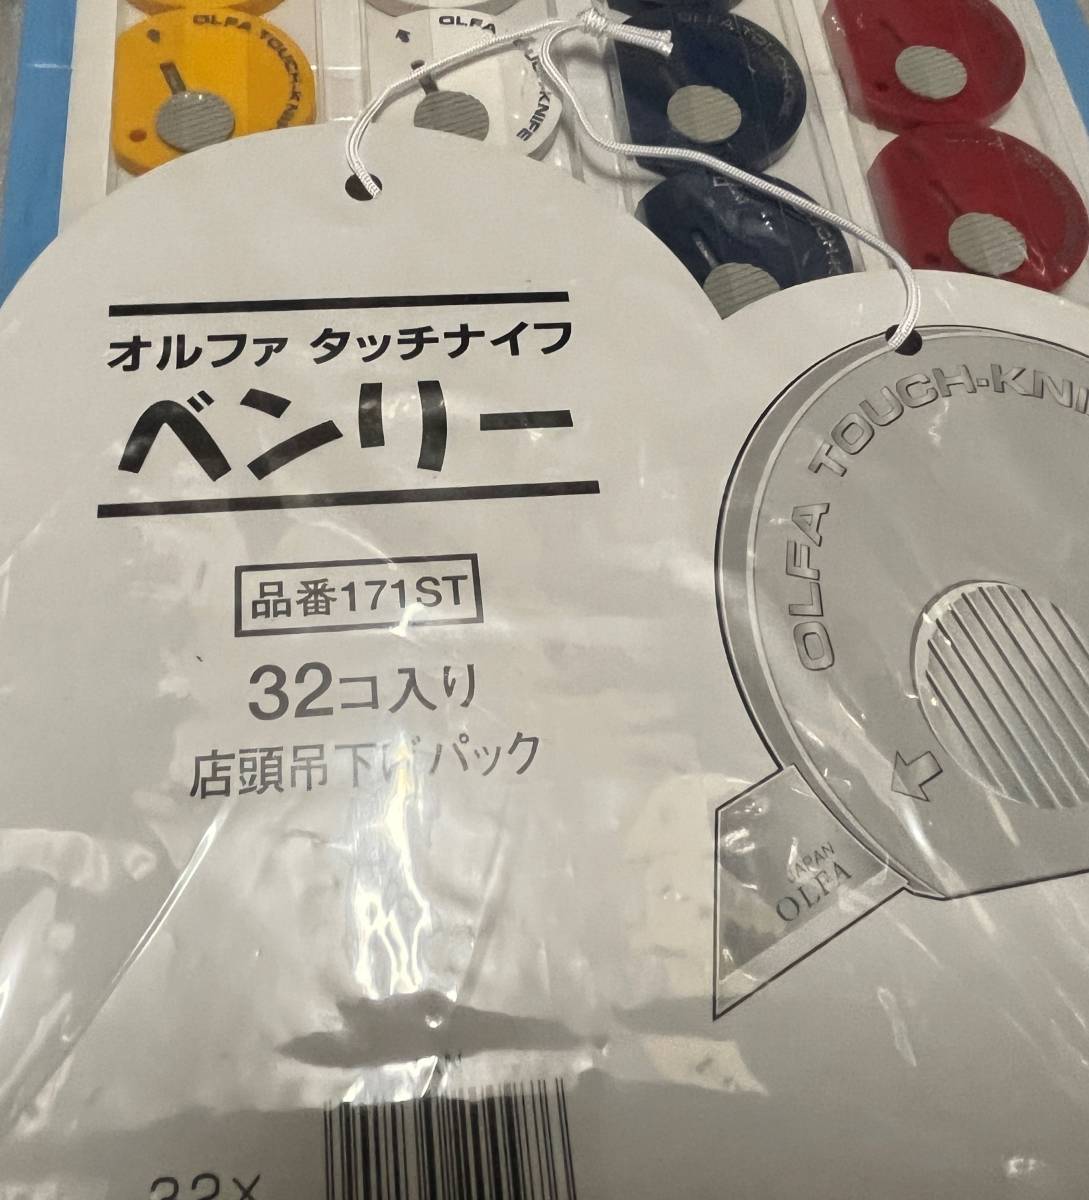 OLFA TOUCH-KNIFE
OLFA
KNIFE
オルファ タッチナイフ
ベンリー
品番171ST
32コ入り
店頭吊下げパック
OLFA TOUCH-KNI
JAPAN
OLFA